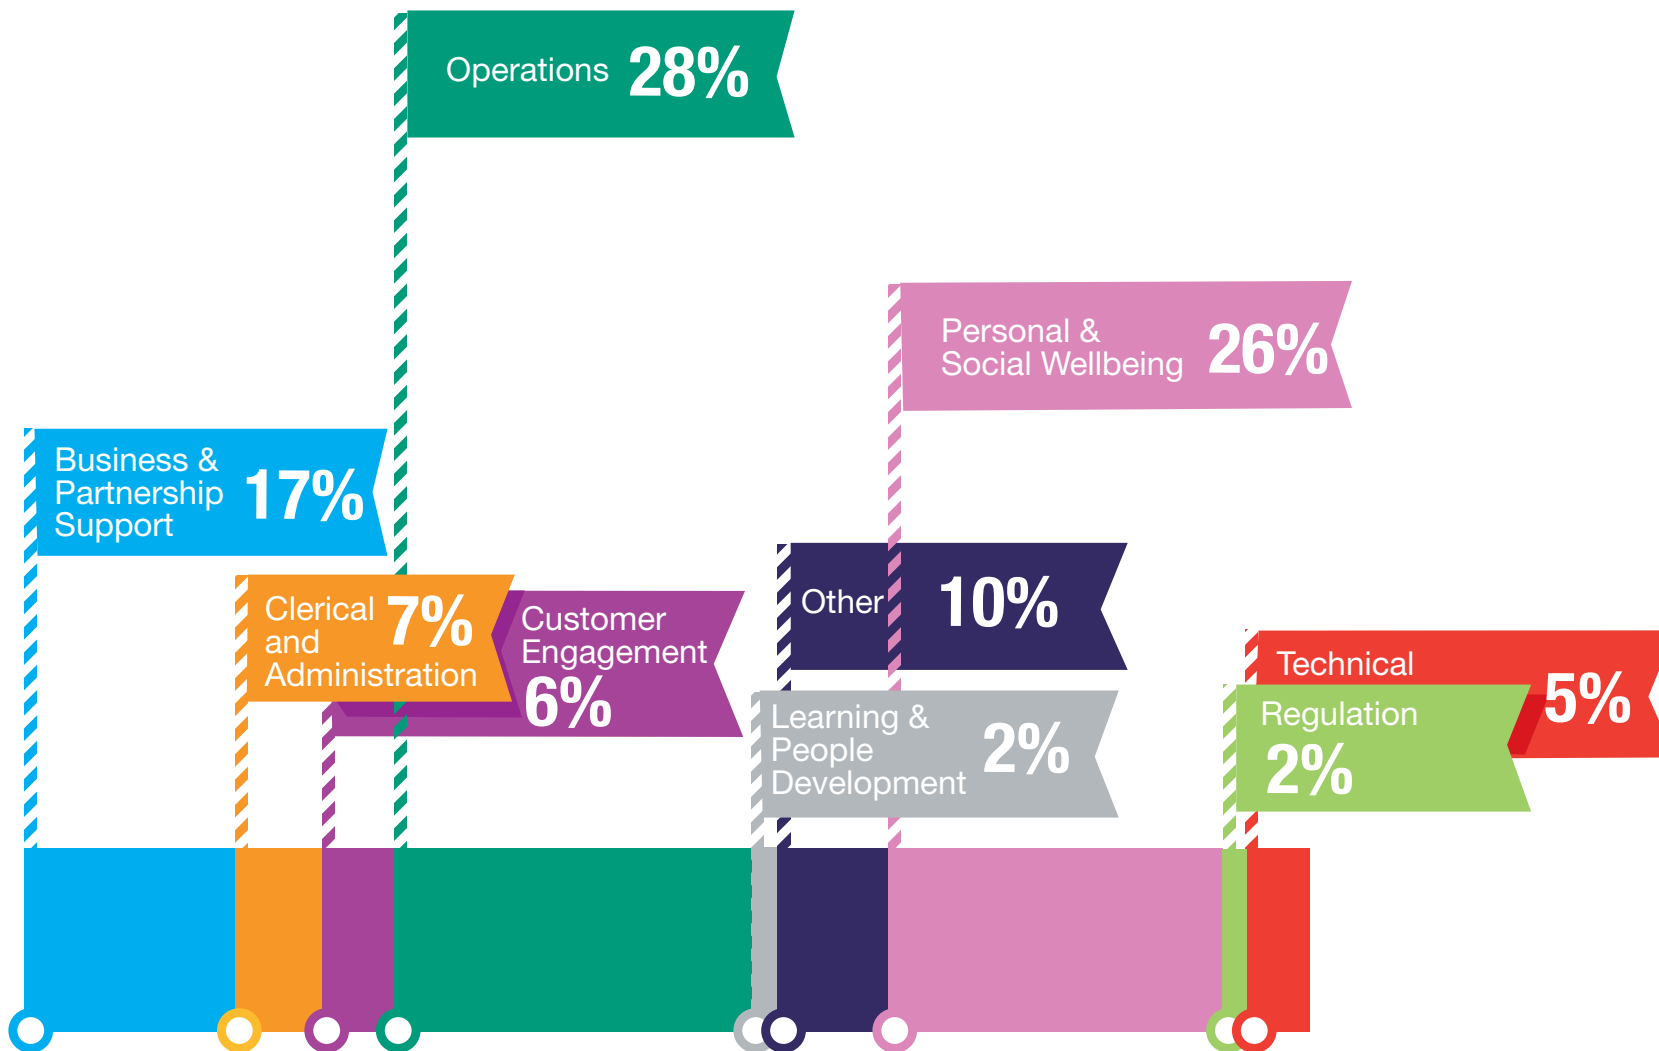 Operations 28%
Personal &
Social Wellbeing 26%
Business &
Partnership
Support 17%
Clerical
and
Administration 7%
Customer
Engagement
6%
Other 10%
Learning &
People
Development 2%
Technical 5%
Regulation
2%